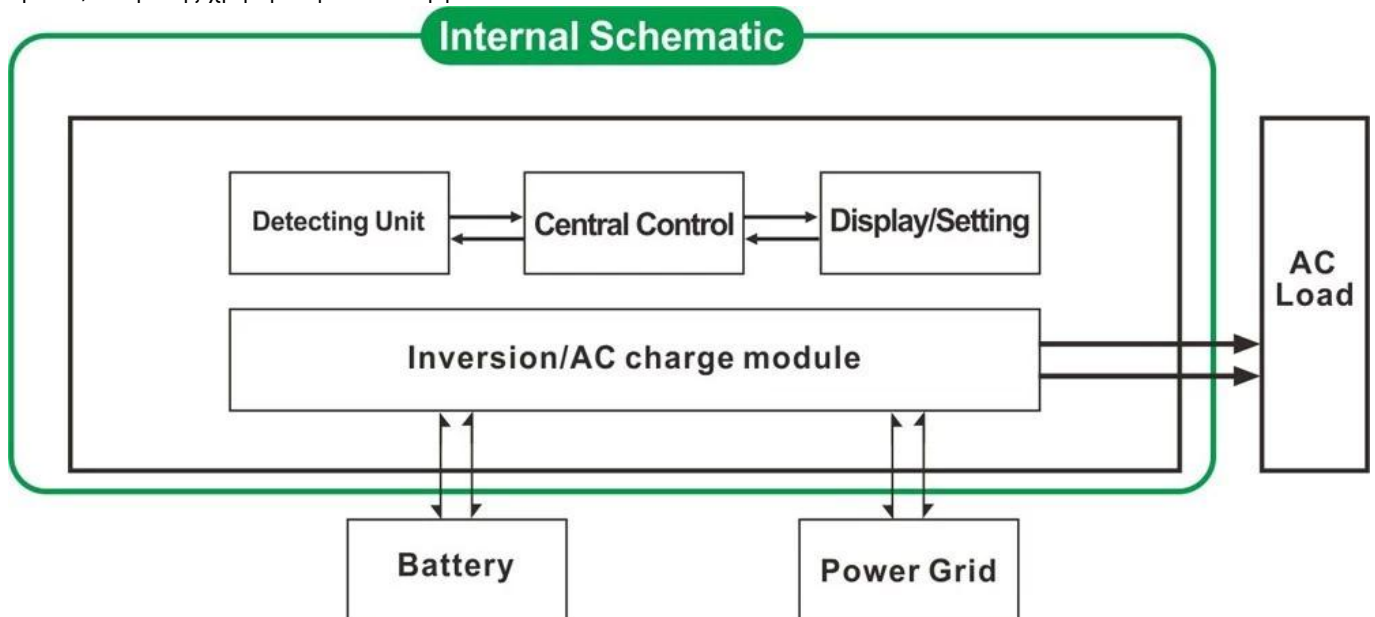 Internal Schematic
Detecting Unit
Central Control
Display/Setting
AC
Load
Inversion/AC charge module
Battery
Power Grid